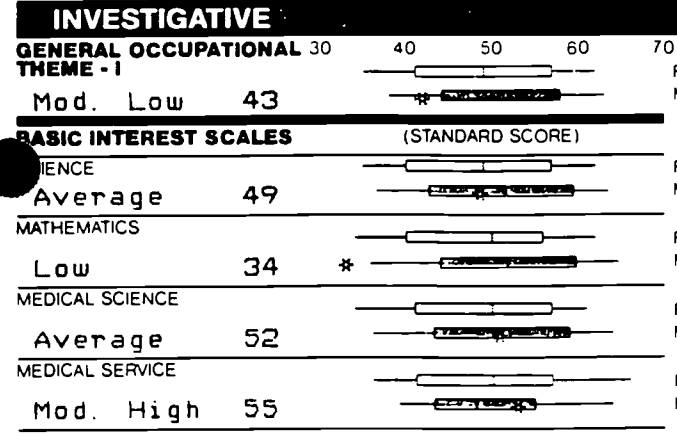 INVESTIGATIVE
GENERAL OCCUPATIONAL 30 40 50 60 70
THEME - I
Mod. Low 43
BASIC INTEREST SCALES (STANDARD SCORE)
IENCE
Average 49
MATHEMATICS
Low 34 *
MEDICAL SCIENCE
Average 52
MEDICAL SERVICE
Mod. High 55